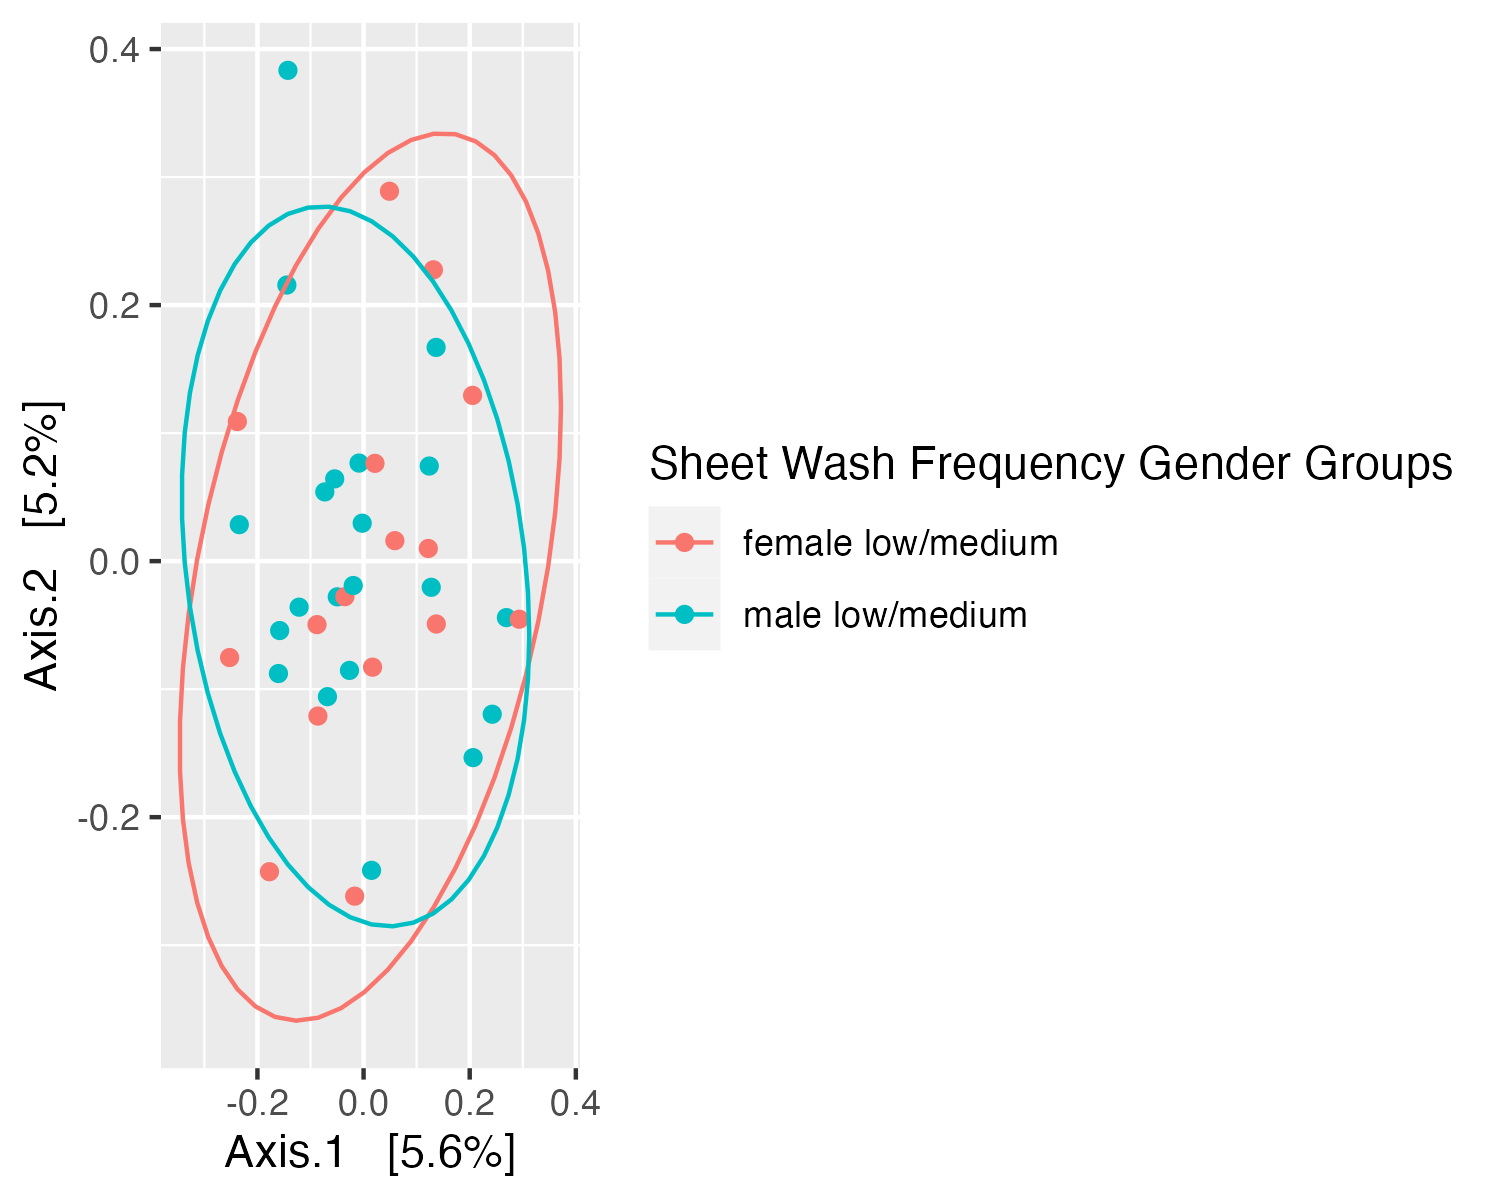 0.4
0.2
0.0
-0.2
Axis.2 [5.2%]
-0.2 0.0 0.2 0.4
Axis.1 [5.6%]
Sheet Wash Frequency Gender Groups
female low/medium
male low/medium